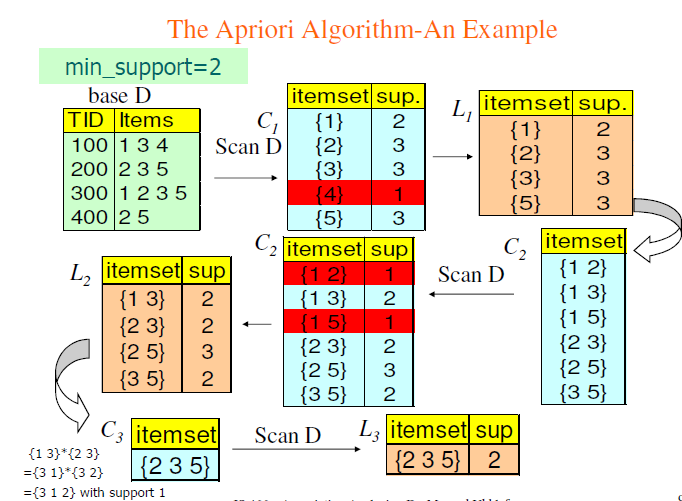 The Apriori Algorithm-An Example
min_support=2
base D
TID Items
100 1 3 4
200 2 3 5
300 1 2 3 5
400 2 5
C1
Scan D
itemset sup.
{1} 2
{2} 3
{3} 3
{4} 1
{5} 3
L1
itemset sup.
{1} 2
{2} 3
{3} 3
{5} 3
C2
itemset
{1 2}
{1 3}
{1 5}
{2 3}
{2 5}
{3 5}
Scan D
C2
itemset sup
{1 2} 1
{1 3} 2
{1 5} 1
{2 3} 2
{2 5} 3
{3 5} 2
L2
itemset sup
{1 3} 2
{2 3} 2
{2 5} 3
{3 5} 2
C3
itemset
{2 3 5}
Scan D
L3
itemset sup
{2 3 5} 2
{1 3}*{2 3}
={3 1}*{3 2}
={3 1 2} with support 1